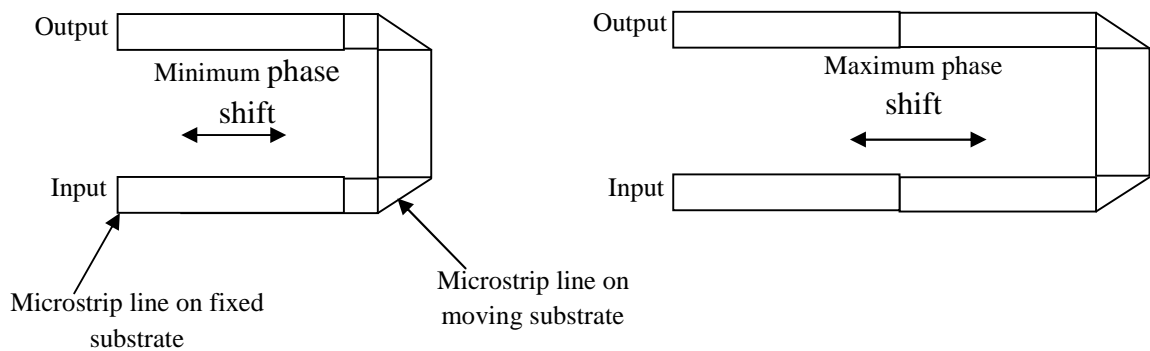 Output
Minimum phase
shift
Input
Microstrip line on fixed
substrate
Microstrip line on
moving substrate
Output
Maximum phase
shift
Input